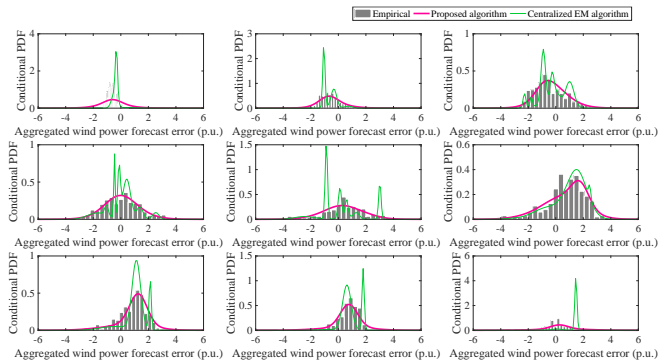 Empirical Proposed algorithm Centralized EM algorithm
Conditional PDF
4
2
0
-6 -4 -2 0 2 4 6
Aggregated wind power forecast error (p.u.)
Conditional PDF
3
2
1
0
-6 -4 -2 0 2 4 6
Aggregated wind power forecast error (p.u.)
Conditional PDF
1
0.5
0
-6 -4 -2 0 2 4 6
Aggregated wind power forecast error (p.u.)
Conditional PDF
1
0.5
0
-6 -4 -2 0 2 4 6
Aggregated wind power forecast error (p.u.)
Conditional PDF
1.5
1
0.5
0
-6 -4 -2 0 2 4 6
Aggregated wind power forecast error (p.u.)
Conditional PDF
0.6
0.4
0.2
0
-6 -4 -2 0 2 4 6
Aggregated wind power forecast error (p.u.)
Conditional PDF
1
0.5
0
-6 -4 -2 0 2 4 6
Aggregated wind power forecast error (p.u.)
Conditional PDF
1.5
1
0.5
0
-6 -4 -2 0 2 4 6
Aggregated wind power forecast error (p.u.)
Conditional PDF
6
4
2
0
-6 -4 -2 0 2 4 6
Aggregated wind power forecast error (p.u.)